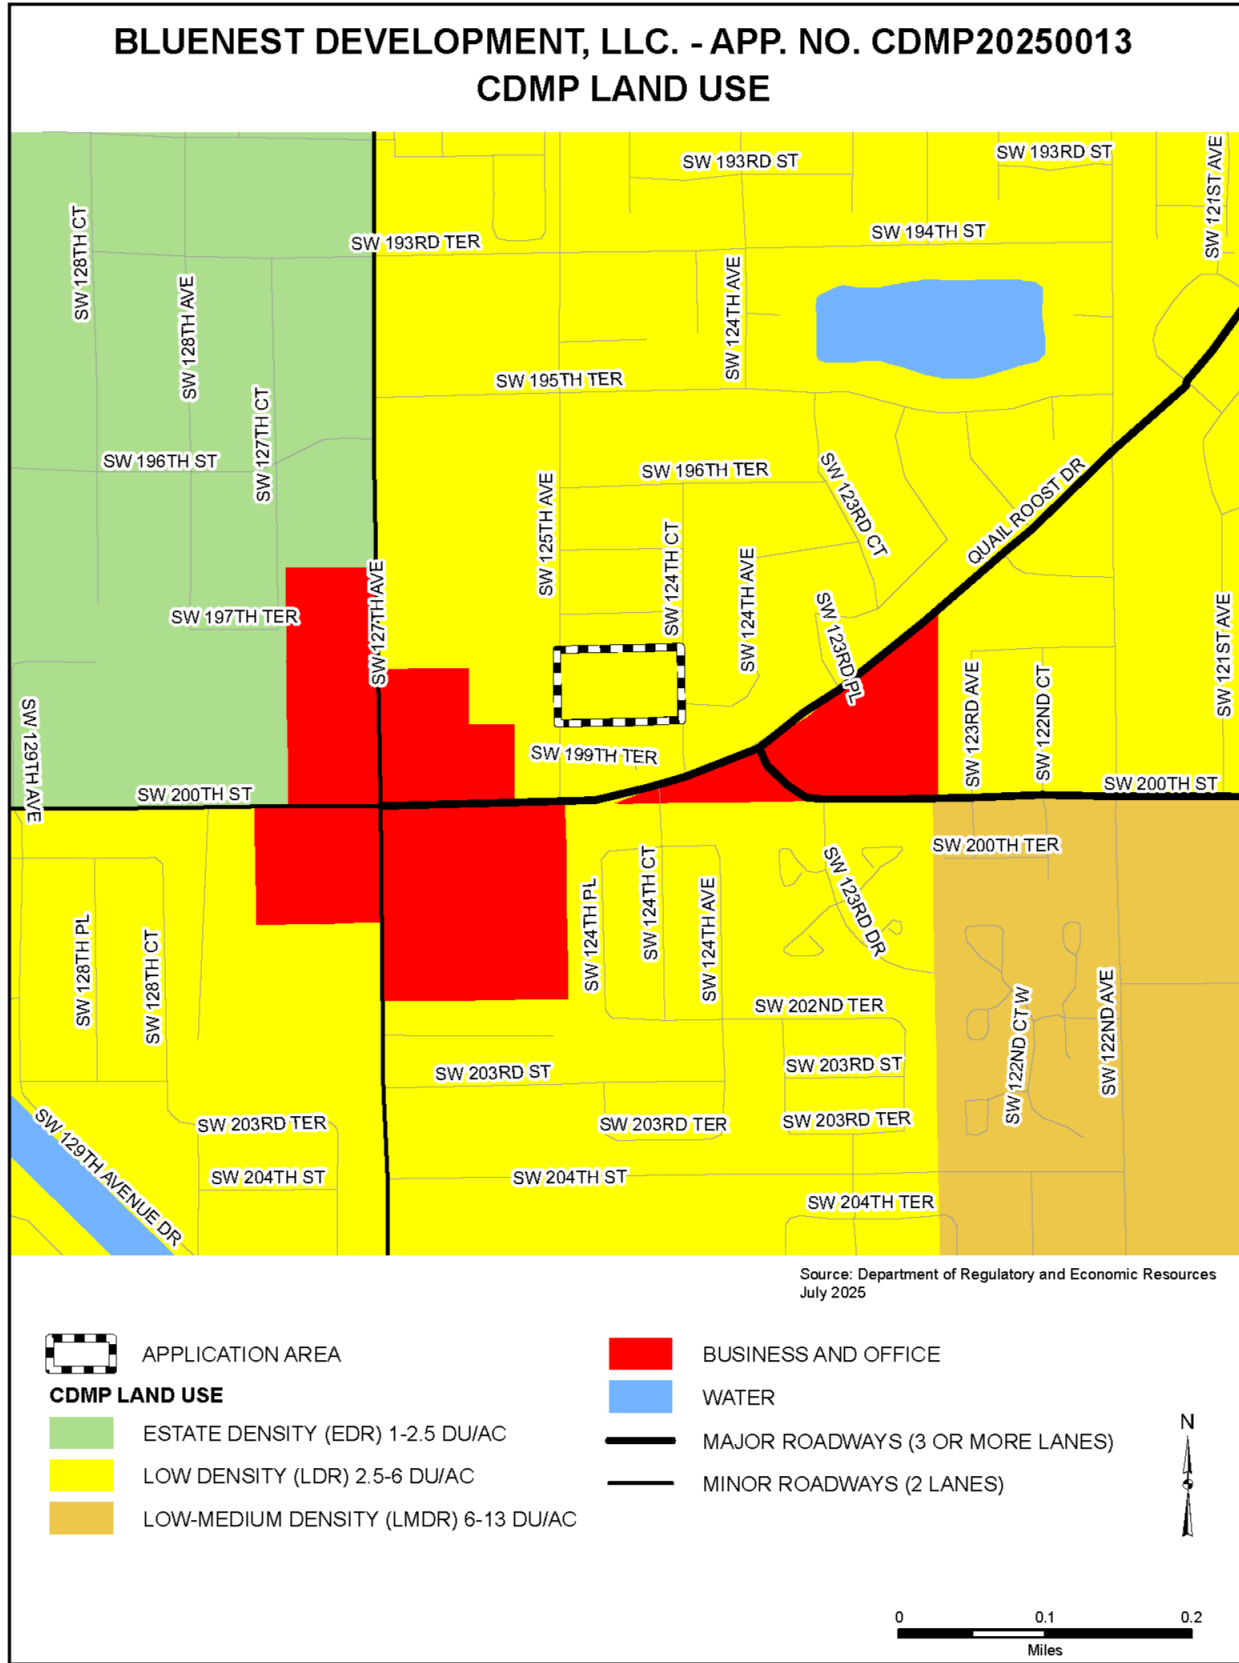 BLUENEST DEVELOPMENT, LLC. - APP. NO. CDMP20250013
CDMP LAND USE
SW 193RD ST
SW 193RD ST
SW 121ST AVE
SW 128TH CT
SW 193RD TER
SW 194TH ST
SW 128TH AVE
SW 124TH AVE
SW 195TH TER
SW 127TH CT
SW 196TH ST
SW 196TH TER
SW 125TH AVE
SW 123RD CT
QUAIL ROOST DR
SW 124TH CT
SW 124TH AVE
SW 127TH AVE
SW 197TH TER
SW 123RD PL
SW 121ST AVE
SW 123RD AVE
SW 122ND CT
SW 129TH AVE
SW 199TH TER
SW 200TH ST
SW 200TH ST
SW 200TH TER
SW 124TH PL
SW 124TH CT
SW 124TH AVE
SW 123RD DR
SW 128TH PL
SW 128TH CT
SW 202ND TER
SW 122ND CT W
SW 122ND AVE
SW 203RD ST
SW 203RD ST
SW 203RD TER
SW 203RD TER
SW 203RD TER
SW 129TH AVENUE DR
SW 204TH ST
SW 204TH ST
SW 204TH TER
Source: Department of Regulatory and Economic Resources
July 2025
APPLICATION AREA
CDMP LAND USE
ESTATE DENSITY (EDR) 1-2.5 DU/AC
LOW DENSITY (LDR) 2.5-6 DU/AC
LOW-MEDIUM DENSITY (LMDR) 6-13 DU/AC
BUSINESS AND OFFICE
WATER
MAJOR ROADWAYS (3 OR MORE LANES)
MINOR ROADWAYS (2 LANES)
N
0 0.1 0.2
Miles